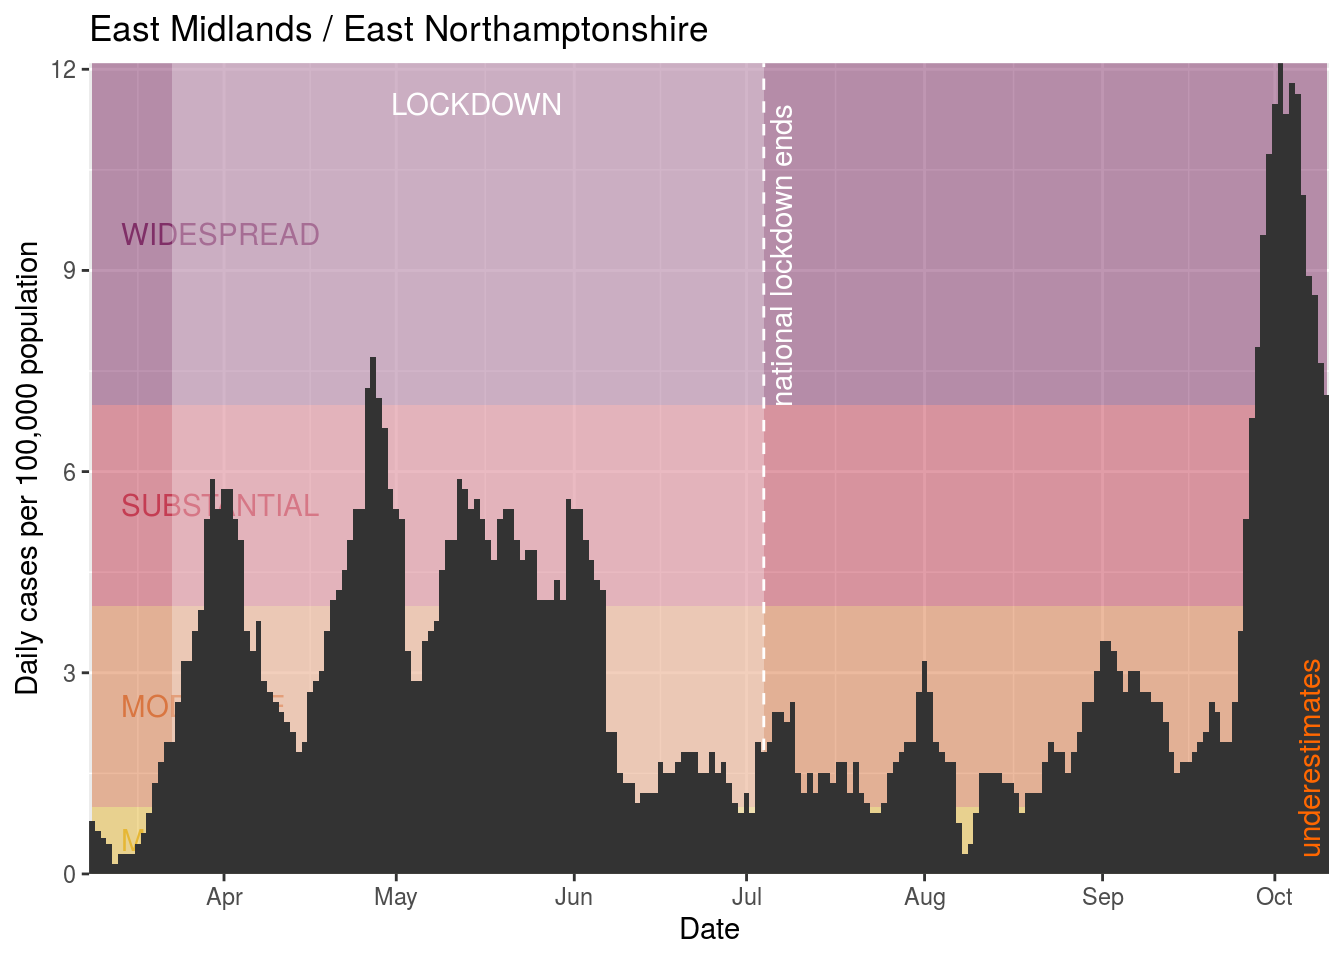 East Midlands / East Northamptonshire
12
9
6
3
0
Daily cases per 100,000 population
LOCKDOWN
WIDESPREAD
SUBSTANTIAL
national lockdown ends
underestimates
Apr
May
Jun
Jul
Aug
Sep
Oct
Date